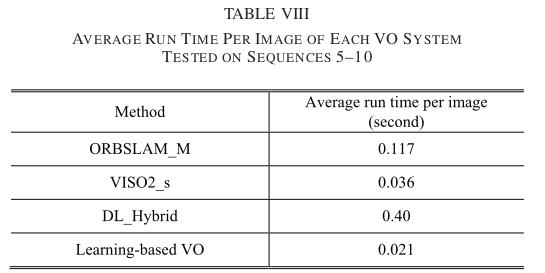 TABLE VIII
AVERAGE RUN TIME PER IMAGE OF EACH VO SYSTEM
TESTED ON SEQUENCES 5–10
Method Average run time per image
(second)
ORBSLAM_M 0.117
VISO2_s 0.036
DL_Hybrid 0.40
Learning-based VO 0.021